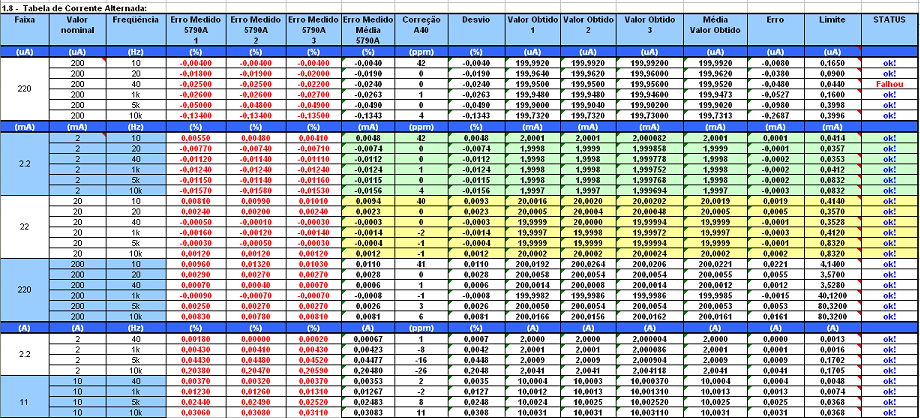 1.8 - Tabela de Corrente Alternada:
Faixa Valor nominal Freqüência Erro Medido 5790A 1 Erro Medido 5790A 2 Erro Medido 5790A 3 Erro Medido Média 5790A Correção A40 Desvio Valor Obtido 1 Valor Obtido 2 Valor Obtido 3 Média Valor Obtido Erro Limite STATUS
(uA) (uA) (Hz) (%) (%) (%) (%) (ppm) (%) (uA) (uA) (uA) (uA) (uA) (uA)
220 200 10 -0,00400 -0,00400 -0,00400 -0,0040 42 -0,0040 199,9920 199,9920 199,99200 199,9920 -0,0080 0,1650 ok!
200 20 -0,01800 -0,01900 -0,02000 -0,0190 0 -0,0190 199,9640 199,9620 199,96000 199,9620 -0,0380 0,0900 ok!
200 40 -0,02500 -0,02500 -0,02200 -0,0240 0 -0,0240 199,9500 199,9500 199,95600 199,9520 -0,0480 0,0440 Falhou
200 1k -0,02600 -0,02600 -0,02700 -0,0263 1 -0,0263 199,9480 199,9480 199,94600 199,9473 -0,0527 0,1600 ok!
200 5k -0,05000 -0,04800 -0,04900 -0,0490 0 -0,0490 199,9000 199,9040 199,90200 199,9020 -0,0980 0,3998 ok!
200 10k -0,13400 -0,13400 -0,13500 -0,1343 4 -0,1343 199,7320 199,7320 199,73000 199,7313 -0,2687 0,3996 ok!
(mA) (mA) (Hz) (%) (%) (%) (mA) (ppm) (%) (mA) (mA) (mA) (mA) (mA) (mA)
2.2 2 10 0,00550 0,00480 0,00410 0,0048 42 0,0048 2,0001 2,0001 2,000082 2,0001 0,0001 0,0414 ok!
2 20 -0,00770 -0,00740 -0,00710 -0,0074 0 -0,0074 1,9998 1,9999 1,999858 1,9999 -0,0001 0,0357 ok!
2 40 -0,01120 -0,01140 -0,01110 -0,0112 0 -0,0112 1,9998 1,9998 1,999778 1,9998 -0,0002 0,0353 ok!
2 1k -0,01240 -0,01240 -0,01240 -0,0124 1 -0,0124 1,9998 1,9998 1,999752 1,9998 -0,0002 0,0412 ok!
2 5k -0,01150 -0,01140 -0,01160 -0,0115 0 -0,0115 1,9998 1,9998 1,999768 1,9998 -0,0002 0,0832 ok!
2 10k -0,01570 -0,01580 -0,01530 -0,0156 4 -0,0156 1,9997 1,9997 1,999694 1,9997 -0,0003 0,0832 ok!
22 20 10 0,00810 0,00990 0,01010 0,0094 40 0,0093 20,0016 20,0020 20,00202 20,0019 0,0019 0,4140 ok!
20 20 0,00240 0,00200 0,00240 0,0023 0 0,0023 20,0005 20,0004 20,00048 20,0005 0,0005 0,3570 ok!
20 40 -0,00050 -0,00010 -0,00030 -0,0003 0 -0,0003 19,9999 20,0000 19,99994 19,9999 -0,0001 0,3528 ok!
20 1k -0,00160 -0,00120 -0,00140 -0,0014 -2 -0,0014 19,9997 19,9998 19,99972 19,9997 -0,0003 0,4120 ok!
20 5k -0,00030 -0,00050 -0,00030 -0,0004 -1 -0,0004 19,9999 19,9999 19,99994 19,9999 -0,0001 0,8320 ok!
20 10k 0,00120 0,00120 0,00120 0,0012 -1 0,0012 20,0002 20,0002 20,00024 20,0002 0,0002 0,8320 ok!
220 200 10 0,00960 0,01320 0,01030 0,0110 41 0,0110 200,0192 200,0264 200,0206 200,0221 0,0221 4,1400 ok!
200 20 0,00290 0,00270 0,00270 0,0028 0 0,0028 200,0058 200,0054 200,0054 200,0055 0,0055 3,5700 ok!
200 40 0,00070 0,00040 0,00070 0,0006 1 0,0006 200,0014 200,0008 200,0014 200,0012 0,0012 3,5280 ok!
200 1k -0,00090 -0,00070 -0,00070 -0,0008 -1 -0,0008 199,9982 199,9986 199,9986 199,9985 -0,0015 40,1200 ok!
200 5k 0,00250 0,00270 0,00270 0,0026 3 0,0026 200,0050 200,0054 200,0054 200,0053 0,0053 80,3200 ok!
200 10k 0,00830 0,00780 0,00810 0,0081 6 0,0081 200,0166 200,0156 200,0162 200,0161 0,0161 80,3200 ok!
(A) (A) (Hz) (%) (%) (%) (A) (ppm) (%) (A) (A) (A) (A) (A) (A)
2.2 2 40 0,00180 0,00000 0,00020 0,00067 1 0,0007 2,0000 2,0000 2,000004 2,0000 0,0000 0,0013 ok!
2 1k 0,00430 0,00410 0,00430 0,00423 -8 0,0042 2,0001 2,0001 2,000086 2,0001 0,0001 0,0016 ok!
2 5k 0,04430 0,04480 0,04520 0,04477 -16 0,0448 2,0009 2,0009 2,000904 2,0009 0,0009 0,1702 ok!
2 10k 0,20380 0,20470 0,20590 0,20480 -26 0,2048 2,0041 2,0041 2,004118 2,0041 0,0041 0,1705 ok!
11 10 40 0,00370 0,00320 0,00370 0,00353 2 0,0035 10,0004 10,0003 10,000370 10,0004 0,0004 0,0048 ok!
10 1k 0,01230 0,01260 0,01310 0,01267 -2 0,0127 10,0012 10,0013 10,001310 10,0013 0,0013 0,0074 ok!
10 5k 0,02440 0,02490 0,02520 0,02483 8 0,0248 10,0024 10,0025 10,002520 10,0025 0,0025 0,0368 ok!
10 10k 0,03060 0,03080 0,03110 0,03083 11 0,0308 10,0031 10,0031 10,003110 10,0031 0,0031 0,0368 ok!